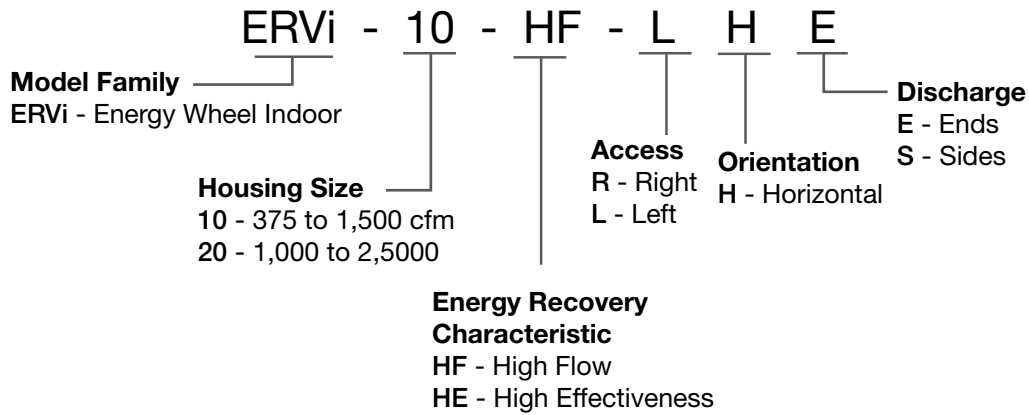 ERVi - 10 - HF - L H E
Model Family
ERVi - Energy Wheel Indoor
Housing Size
10 - 375 to 1,500 cfm
20 - 1,000 to 2,5000
Energy Recovery
Characteristic
HF - High Flow
HE - High Effectiveness
Access
R - Right
L - Left
Orientation
H - Horizontal
Discharge
E - Ends
S - Sides